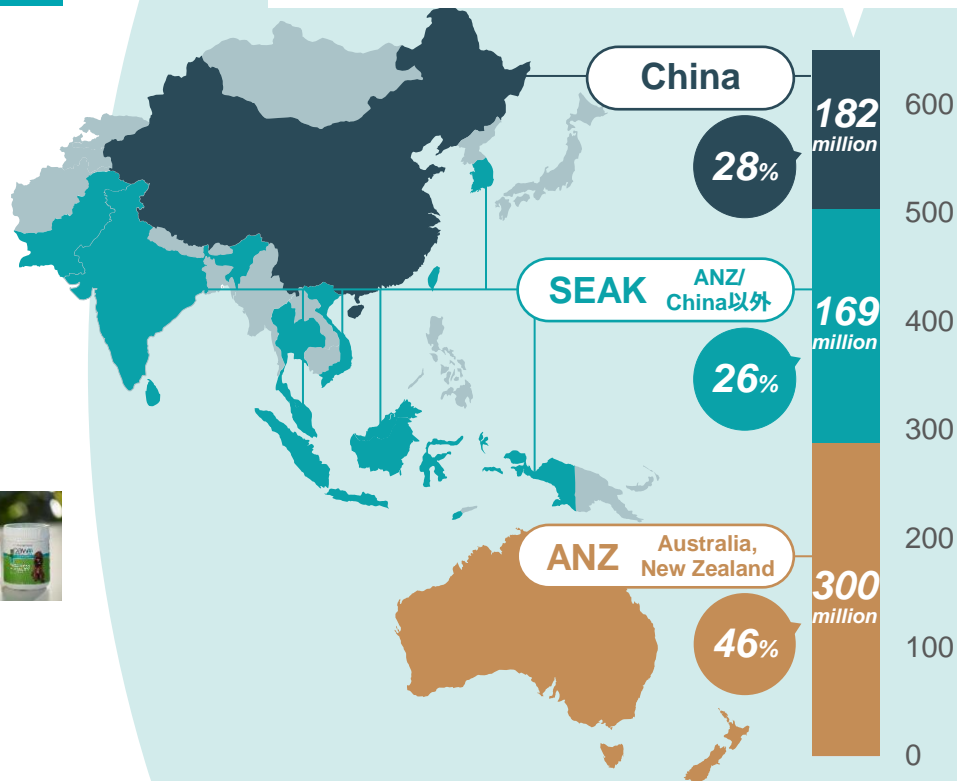 China
182
million
28%
600
500
SEAK
ANZ/
China以外
169
million
26%
400
300
200
ANZ
Australia,
New Zealand
300
million
46%
100
0